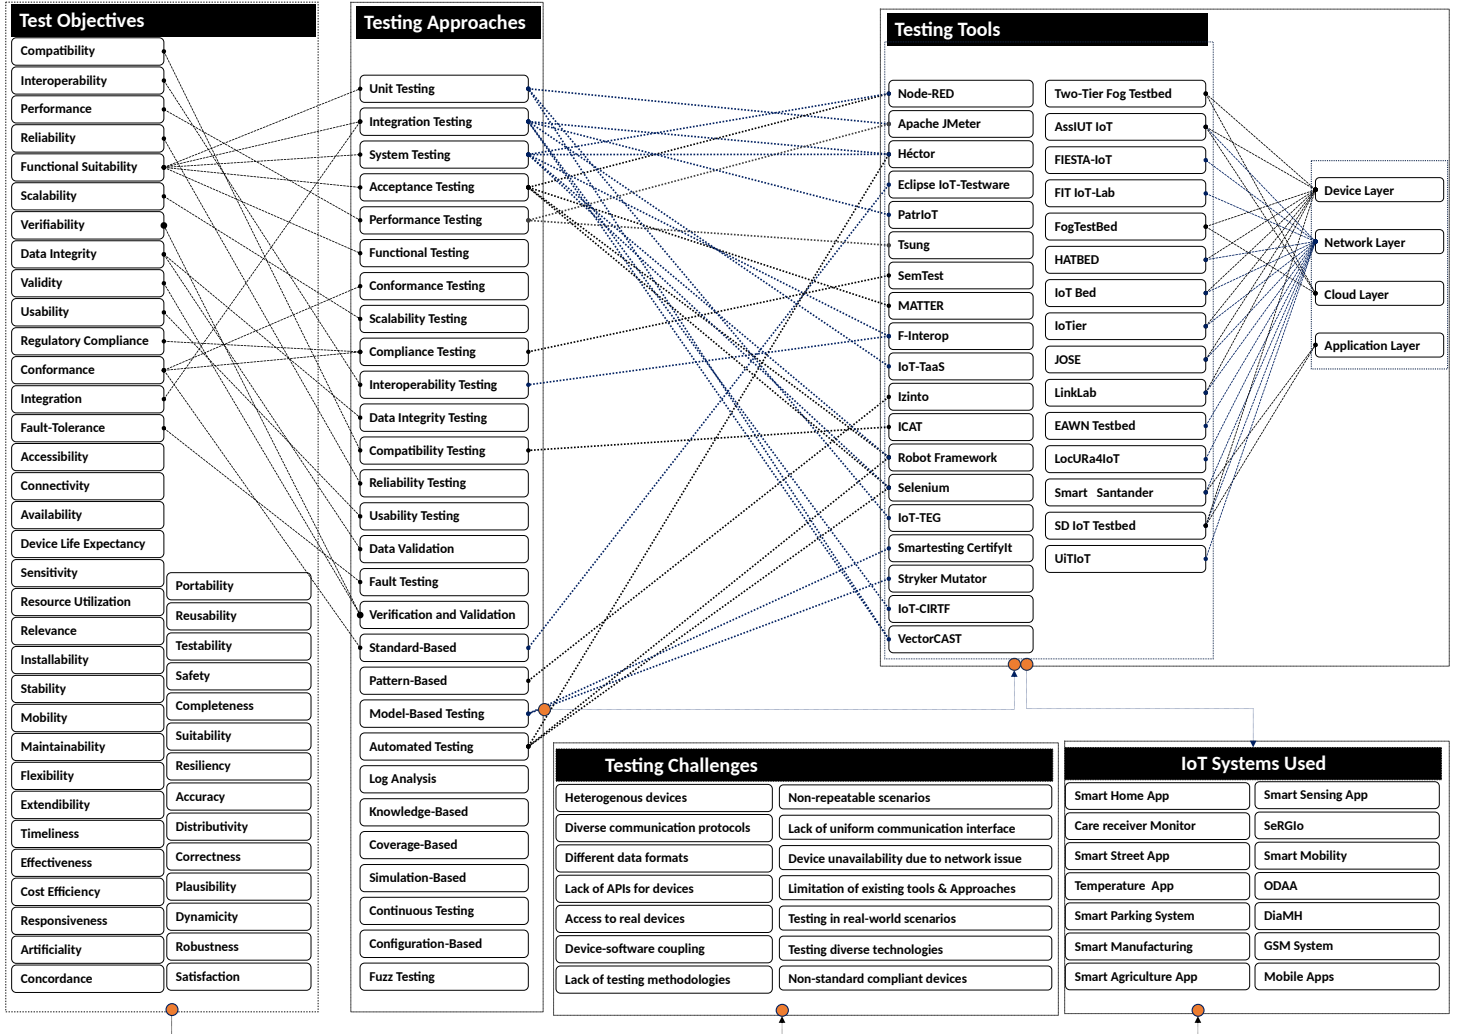 Test Objectives
Compatibility
Interoperability
Performance
Reliability
Functional Suitability
Scalability
Verifiability
Data Integrity
Validity
Usability
Regulatory Compliance
Conformance
Integration
Fault-Tolerance
Accessibility
Connectivity
Availability
Device Life Expectancy
Sensitivity
Resource Utilization
Relevance
Installability
Stability
Mobility
Maintainability
Flexibility
Extendibility
Timeliness
Effectiveness
Cost Efficiency
Responsiveness
Artificiality
Concordance
Portability
Reusability
Testability
Safety
Completeness
Suitability
Resiliency
Accuracy
Distributivity
Correctness
Plausibility
Dynamicity
Robustness
Satisfaction
Testing Approaches
Unit Testing
Integration Testing
System Testing
Acceptance Testing
Performance Testing
Functional Testing
Conformance Testing
Scalability Testing
Compliance Testing
Interoperability Testing
Data Integrity Testing
Compatibility Testing
Reliability Testing
Usability Testing
Data Validation
Fault Testing
Verification and Validation
Standard-Based
Pattern-Based
Model-Based Testing
Automated Testing
Log Analysis
Knowledge-Based
Coverage-Based
Simulation-Based
Continuous Testing
Configuration-Based
Fuzz Testing
Testing Tools
Node-RED
Apache JMeter
Héctor
Eclipse IoT-Testware
PatrIoT
Tsung
SemTest
MATTER
F-Interop
IoT-TaaS
Izinto
ICAT
Robot Framework
Selenium
IoT-TEG
Smartesting CertifyIt
Stryker Mutator
IoT-CIRTF
VectorCAST
Two-Tier Fog Testbed
AssIUT IoT
FIESTA-IoT
FIT IoT-Lab
FogTestBed
HATBED
IoT Bed
IoTier
JOSE
LinkLab
EAWN Testbed
LocURa4IoT
Smart Santander
SD IoT Testbed
UiTIoT
Device Layer
Network Layer
Cloud Layer
Application Layer
Testing Challenges
Heterogenous devices
Diverse communication protocols
Different data formats
Lack of APIs for devices
Access to real devices
Device-software coupling
Lack of testing methodologies
Non-repeatable scenarios
Lack of uniform communication interface
Device unavailability due to network issue
Limitation of existing tools & Approaches
Testing in real-world scenarios
Testing diverse technologies
Non-standard compliant devices
IoT Systems Used
Smart Home App
Care receiver Monitor
Smart Street App
Temperature App
Smart Parking System
Smart Manufacturing
Smart Agriculture App
Smart Sensing App
SeRGIo
Smart Mobility
ODAA
DiaMH
GSM System
Mobile Apps